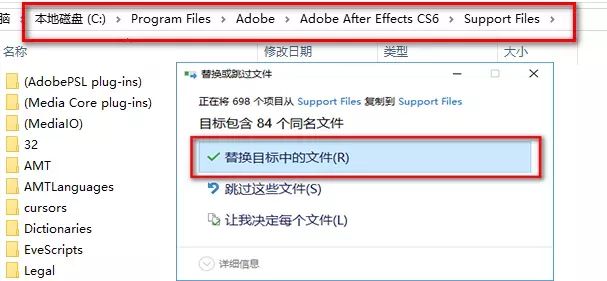 脑 › 本地磁盘 (C:) › Program Files › Adobe › Adobe After Effects CS6 › Support Files ›
名称 修改日期 类型 大小
(AdobePSL plug-ins)
(Media Core plug-ins)
(MediaIO)
32
AMT
AMTLanguages
cursors
Dictionaries
EveScripts
Legal
替换或跳过文件
正在将 698 个项目从 Support Files 复制到 Support Files
目标包含 84 个同名文件
替换目标中的文件(R)
跳过这些文件(S)
让我决定每个文件(L)
详细信息